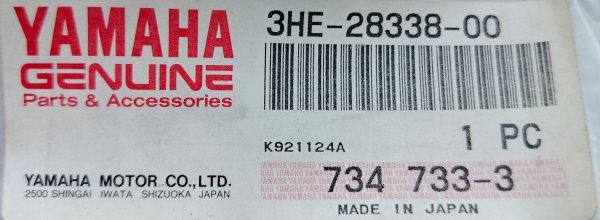 YAMAHA
GENUINE
Parts & Accessories
YAMAHA MOTOR CO.,LTD.
2500 SHINGAI IWATA SHIZUOKA JAPAN
3HE-28338-00
K921124A
1 PC
734 733-3
MADE IN JAPAN